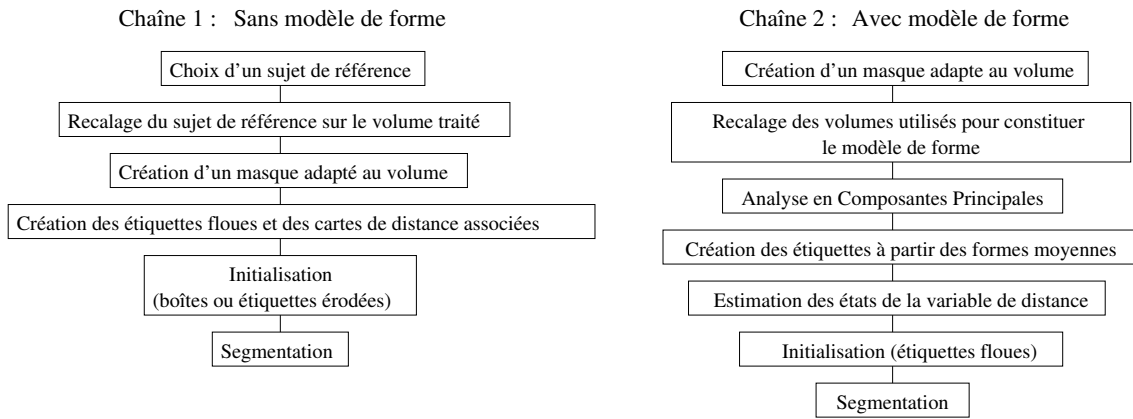 Chaîne 1 : Sans modèle de forme
Choix d'un sujet de référence
Recalage du sujet de référence sur le volume traité
Création d'un masque adapté au volume
Création des étiquettes floues et des cartes de distance associées
Initialisation
(boîtes ou étiquettes érodées)
Segmentation
Chaîne 2 : Avec modèle de forme
Création d'un masque adapte au volume
Recalage des volumes utilisés pour constituer
le modèle de forme
Analyse en Composantes Principales
Création des étiquettes à partir des formes moyennes
Estimation des états de la variable de distance
Initialisation (étiquettes floues)
Segmentation